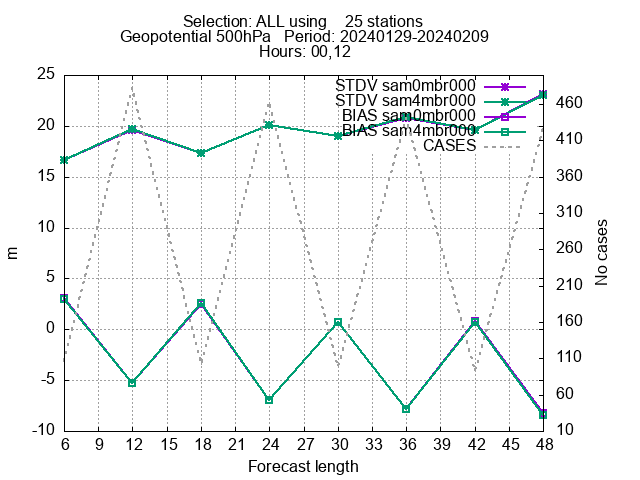 Selection: ALL using    25 stations
Geopotential 500hPa   Period: 20240129-20240209
Hours: 00,12
STDV sam0mbr000
STDV sam4mbr000
BIAS sam0mbr000
BIAS sam4mbr000
CASES
25
20
15
10
5
0
-5
-10
m
460
410
360
310
260
210
160
110
60
10
No cases
6 9 12 15 18 21 24 27 30 33 36 39 42 45 48
Forecast length